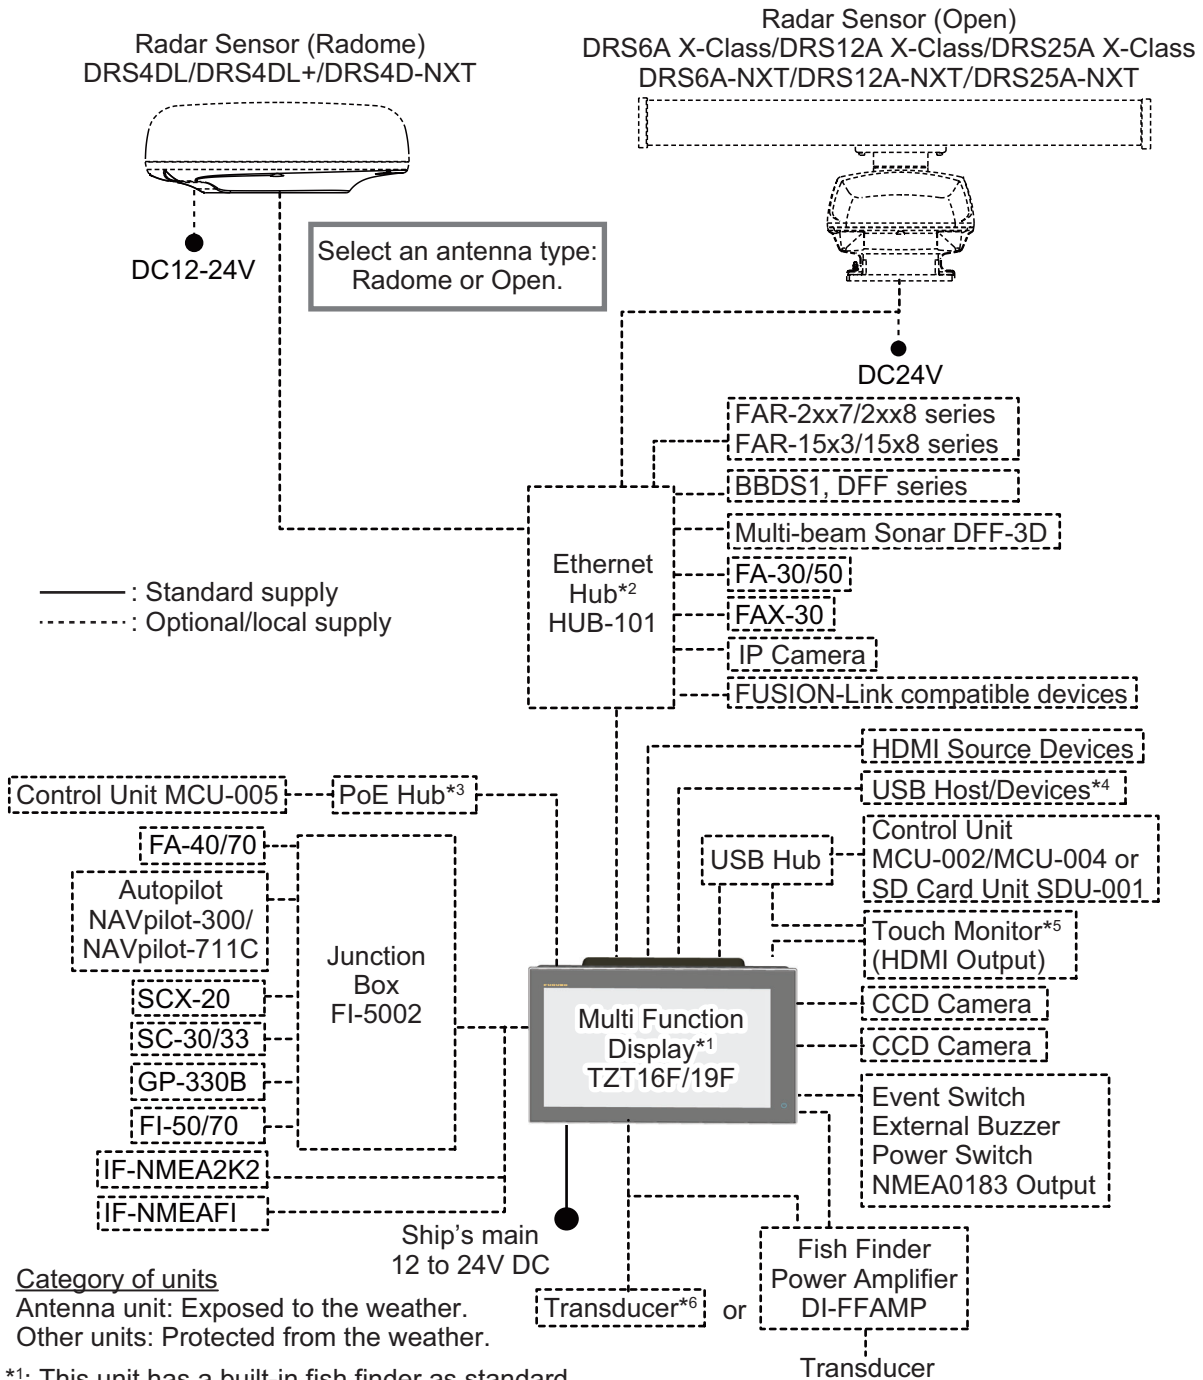 Radar Sensor (Radome)
DRS4DL/DRS4DL+/DRS4D-NXT
Radar Sensor (Open)
DRS6A X-Class/DRS12A X-Class/DRS25A X-Class
DRS6A-NXT/DRS12A-NXT/DRS25A-NXT
DC12-24V
Select an antenna type:
Radome or Open.
DC24V
FAR-2xx7/2xx8 series
FAR-15x3/15x8 series
BBDS1, DFF series
Multi-beam Sonar DFF-3D
FA-30/50
FAX-30
IP Camera
FUSION-Link compatible devices
Ethernet
Hub*2
HUB-101
: Standard supply
: Optional/local supply
HDMI Source Devices
USB Host/Devices*4
Control Unit MCU-005
PoE Hub*3
USB Hub
Control Unit
MCU-002/MCU-004 or
SD Card Unit SDU-001
FA-40/70
Autopilot
NAVpilot-300/
NAVpilot-711C
SCX-20
SC-30/33
GP-330B
FI-50/70
IF-NMEA2K2
IF-NMEAFI
Junction
Box
FI-5002
Touch Monitor*5
(HDMI Output)
CCD Camera
CCD Camera
FURUNO
Multi Function
Display*1
TZT16F/19F
Event Switch
External Buzzer
Power Switch
NMEA0183 Output
Ship's main
12 to 24V DC
Transducer*6
or
Fish Finder
Power Amplifier
DI-FFAMP
Transducer
Category of units
Antenna unit: Exposed to the weather.
Other units: Protected from the weather.
*1: This unit has a built-in fish finder as standard.